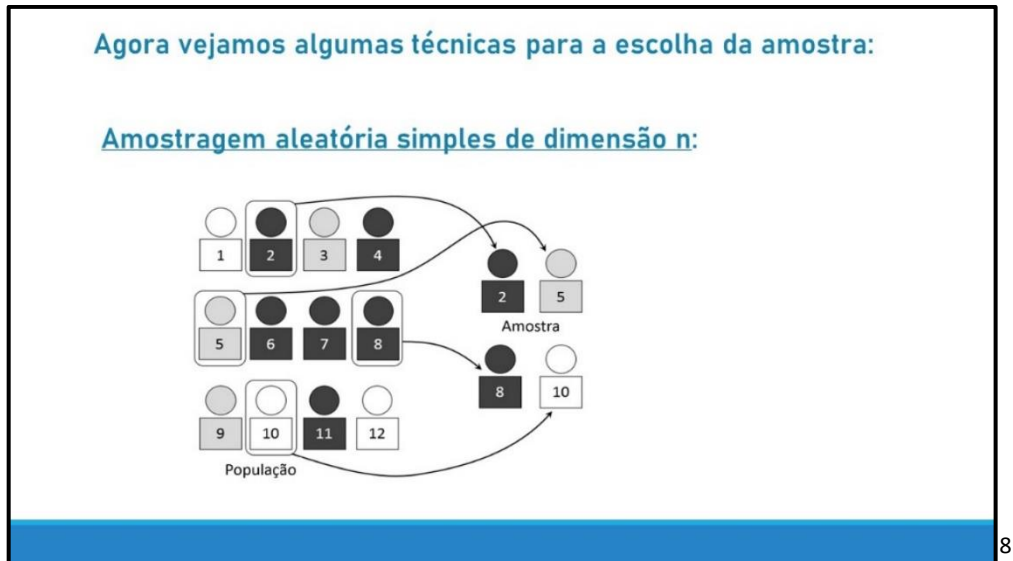 Agora vejamos algumas técnicas para a escolha da amostra:
Amostragem aleatória simples de dimensão n:
1 2 3 4
2 5
Amostra
5 6 7 8
8 10
9 10 11 12
População
8